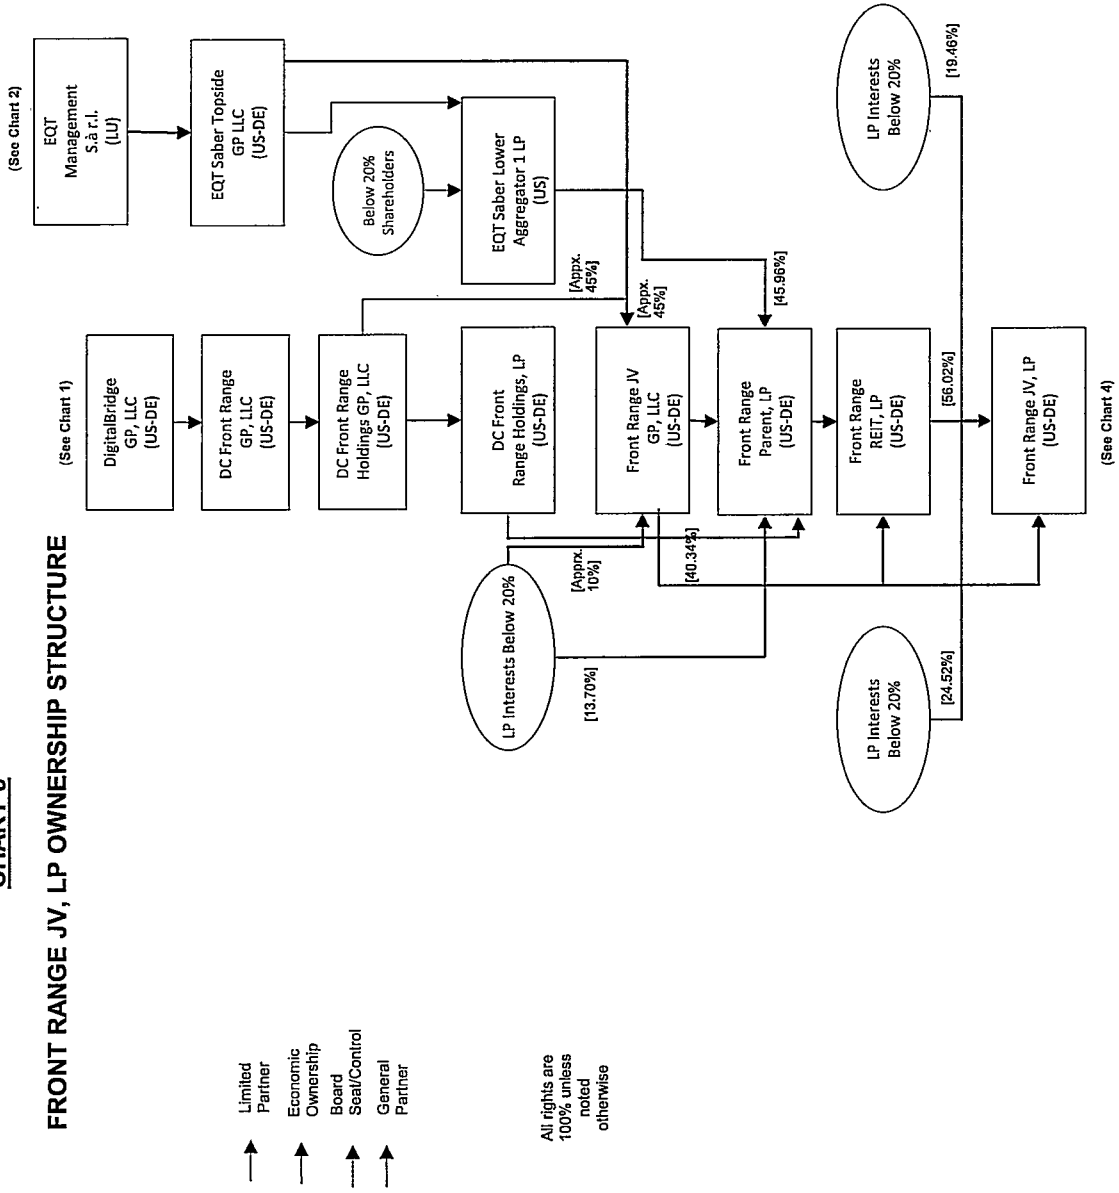 FRONT RANGE JV, LP OWNERSHIP STRUCTURE
Limited
Partner
Economic
Ownership
Board
Seat/Control
General
Partner
All rights are
100% unless
noted
otherwise
(See Chart 1)
DigitalBridge
GP, LLC
(US-DE)
DC Front Range
GP, LLC
(US-DE)
DC Front Range
Holdings GP, LLC
(US-DE)
DC Front
Range Holdings, LP
(US-DE)
(See Chart 2)
EQT
Management
S.à r.l.
(LU)
EQT Saber Topside
GP LLC
(US-DE)
Below 20%
Shareholders
EQT Saber Lower
Aggregator 1 LP
(US)
[Appx.
45%]
[Appx.
45%]
LP Interests Below 20%
[Apprx.
10%]
[40.34%]
[13.70%]
[45.96%]
Front Range JV
GP, LLC
(US-DE)
Front Range
Parent, LP
(US-DE)
Front Range
REIT, LP
(US-DE)
LP Interests
Below 20%
[24.52%]
[56.02%]
LP Interests
Below 20%
[19.46%]
Front Range JV, LP
(US-DE)
(See Chart 4)